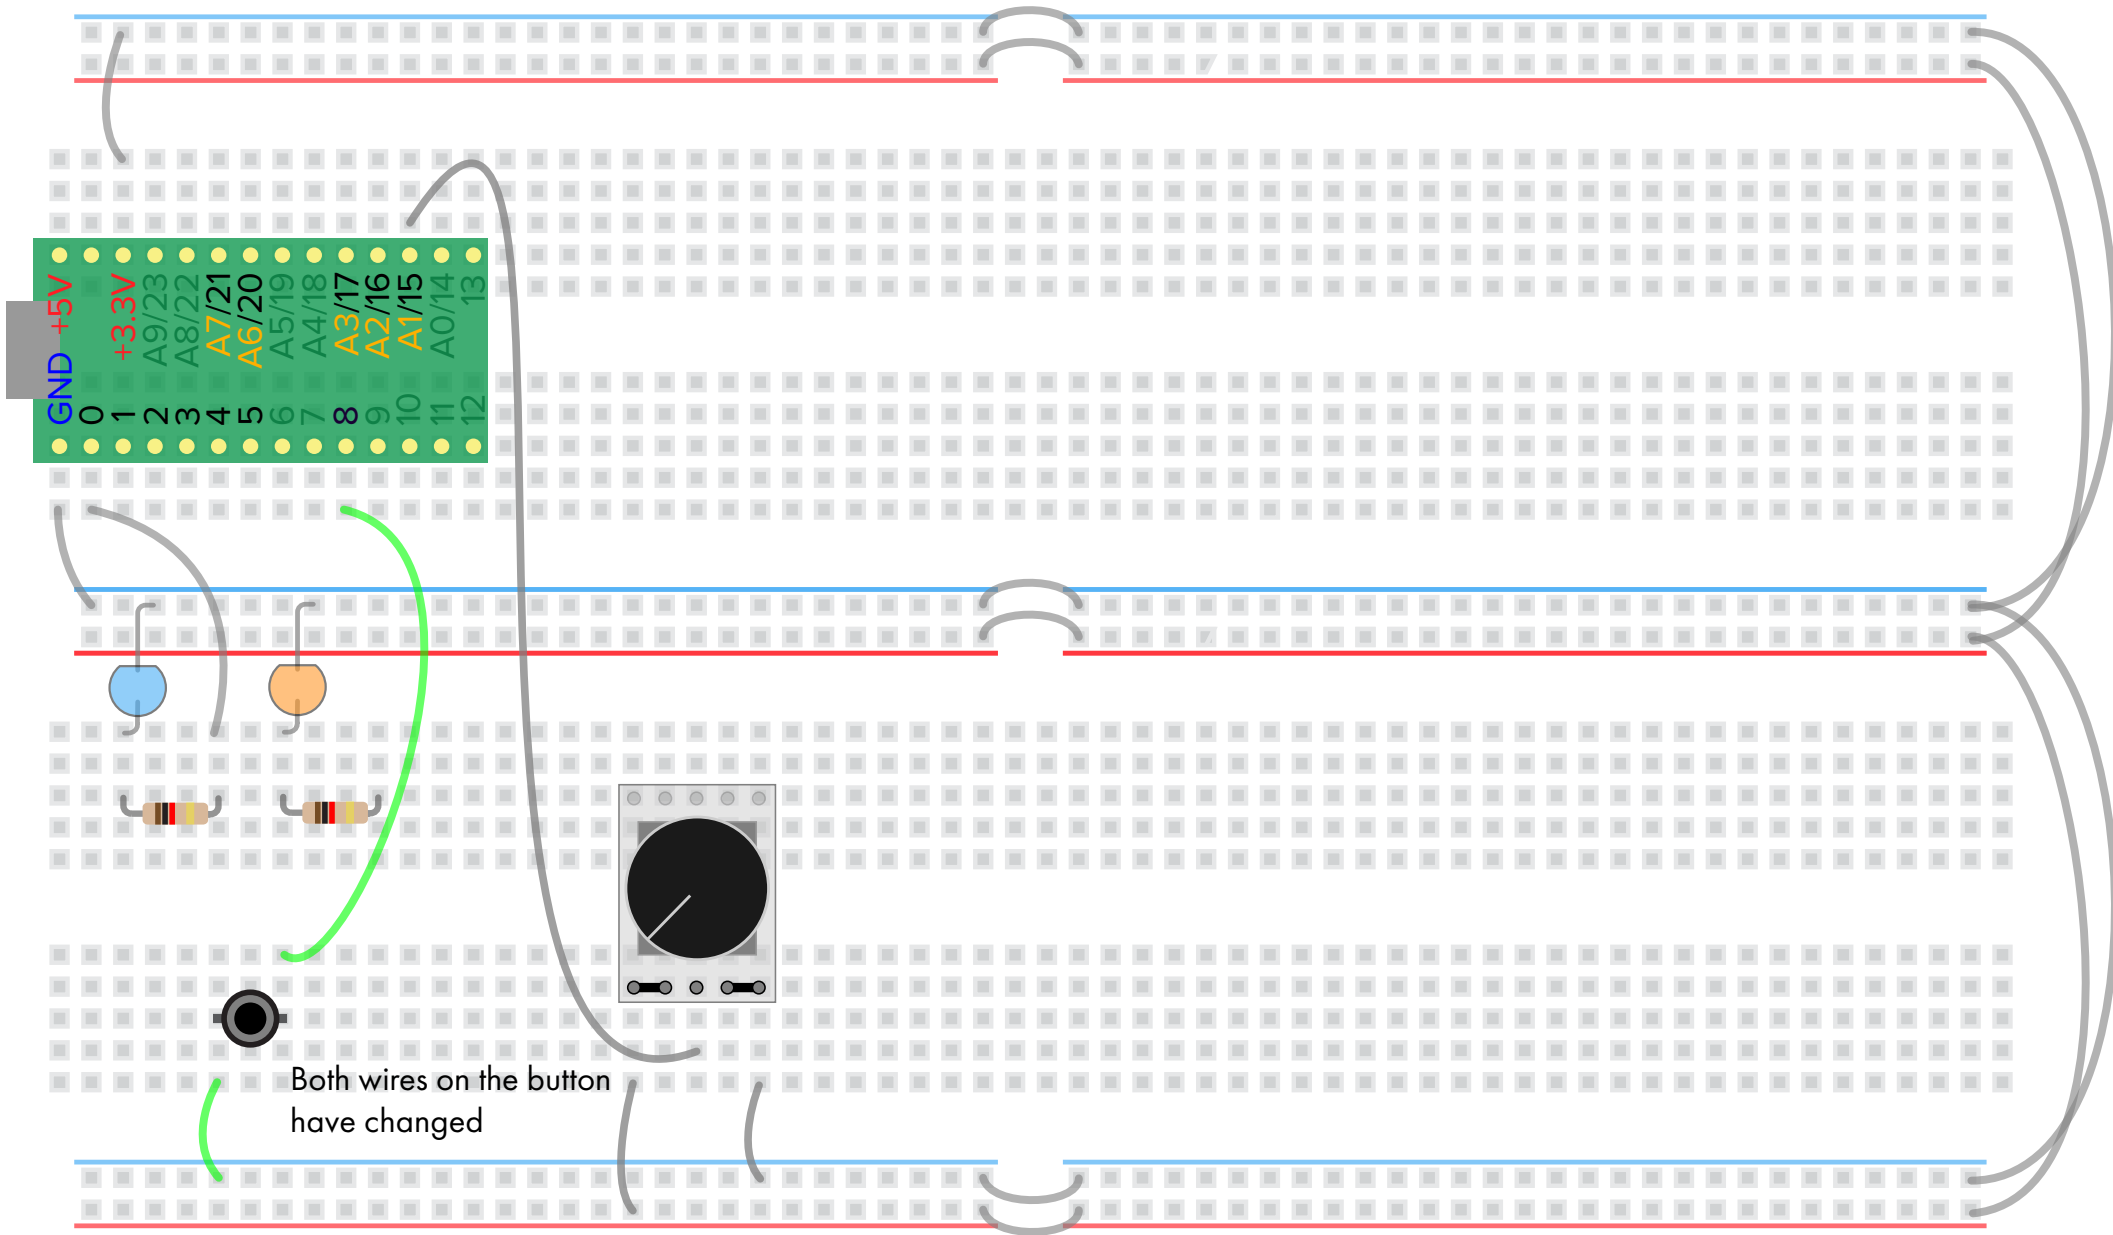 GND +5V
0
1 +3.3V
2 A9/23
3 A8/22
4 A7/21
5 A6/20
6 A5/19
7 A4/18
8 A3/17
9 A2/16
10 A1/15
11 A0/14
12 13
Both wires on the button
have changed